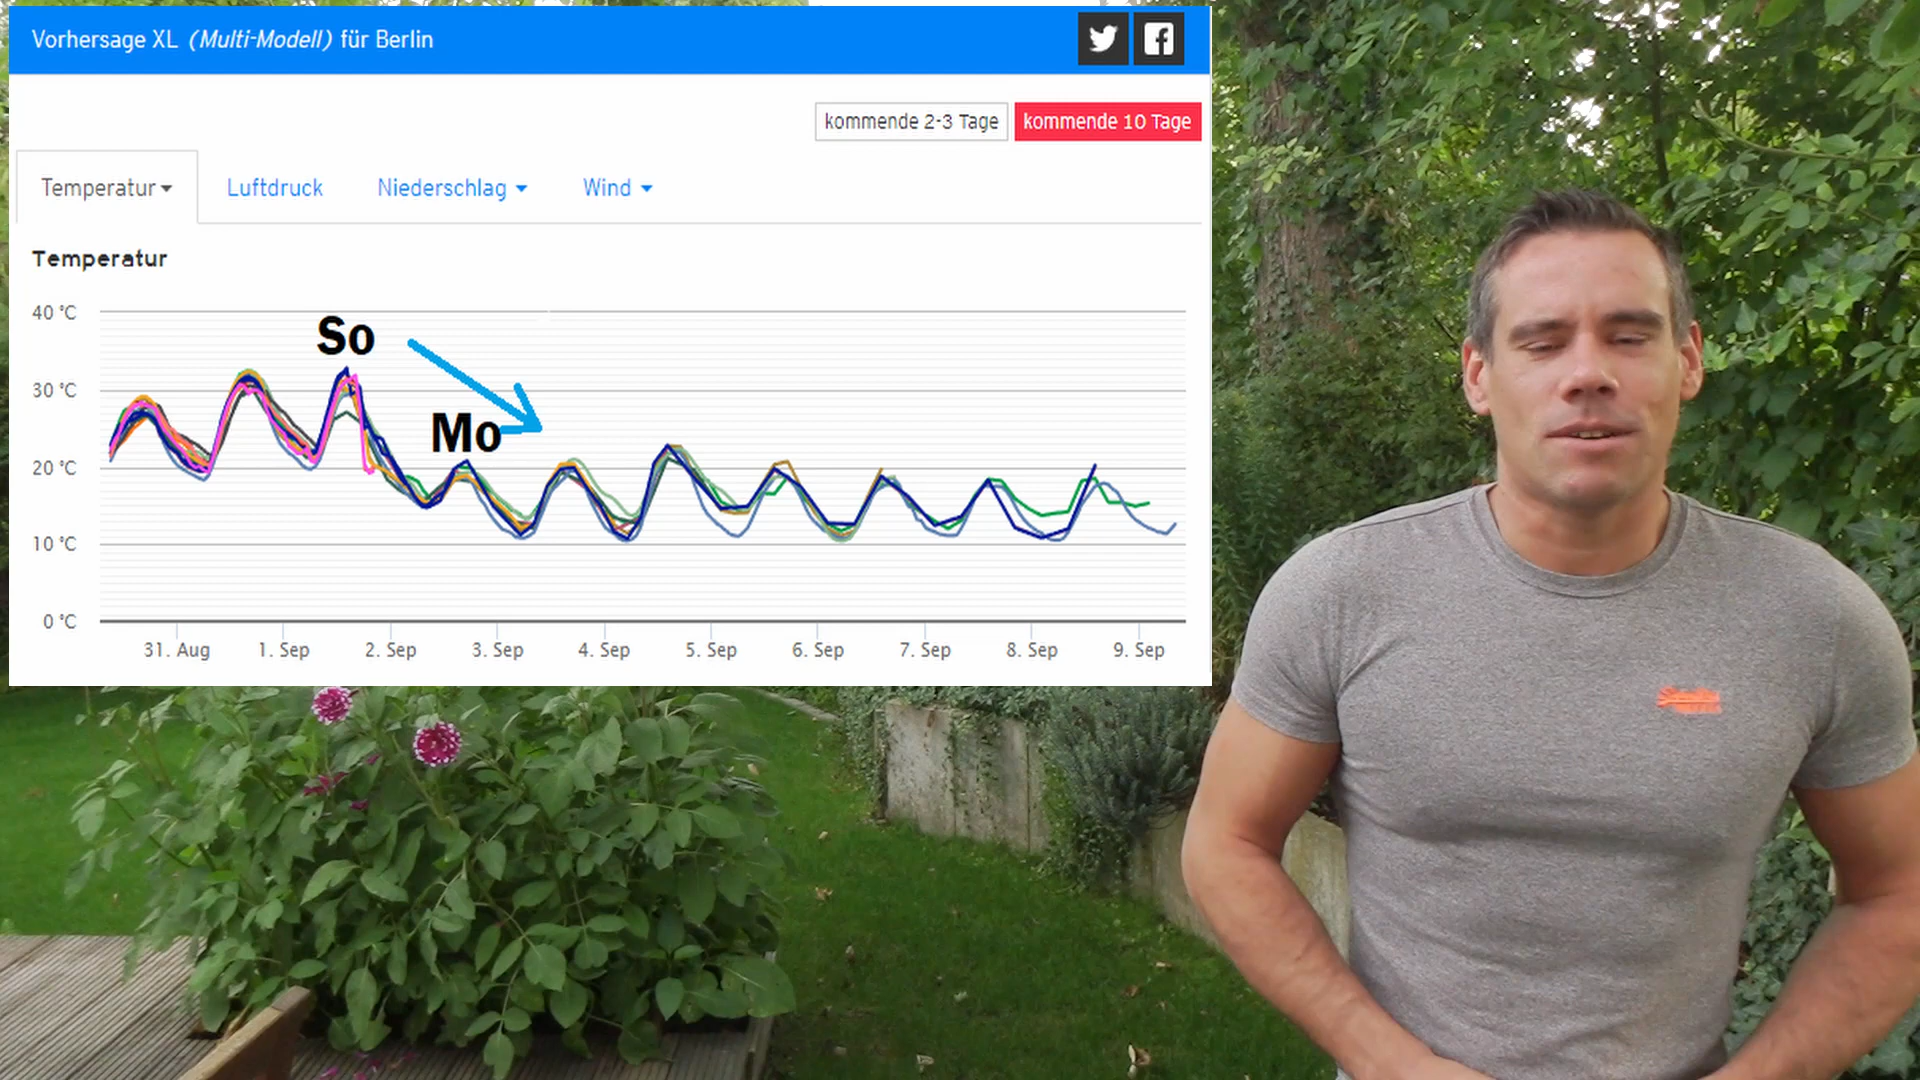 Vorhersage XL (Multi-Modell) für Berlin
kommende 2-3 Tage
kommende 10 Tage
Temperatur
Luftdruck
Niederschlag
Wind
Temperatur
40 °C
30 °C
20 °C
10 °C
0 °C
So
Mo
31. Aug
1. Sep
2. Sep
3. Sep
4. Sep
5. Sep
6. Sep
7. Sep
8. Sep
9. Sep